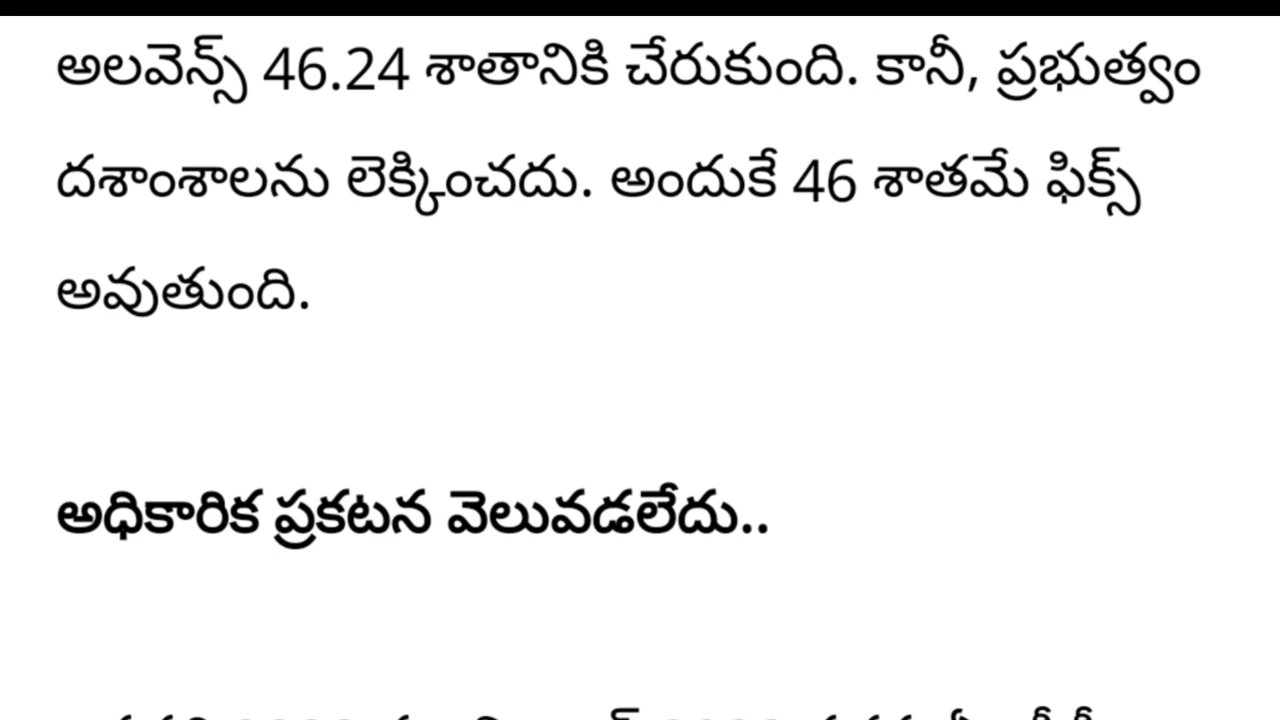 అలవెన్స్ 46.24 శాతానికి చేరుకుంది. కానీ, ప్రభుత్వం
దశాంశాలను లెక్కించదు. అందుకే 46 శాతమే ఫిక్స్
అవుతుంది.
అధికారిక ప్రకటన వెలువడలేదు..